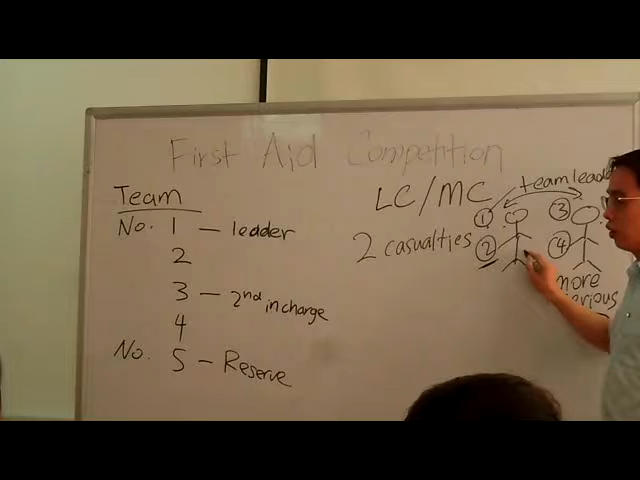 First Aid Competition
Team
No. 1 — leader
2
3 — 2nd in charge
4
No. 5 — Reserve
LC/MC
2 casualties
team
1
2
3
4
more